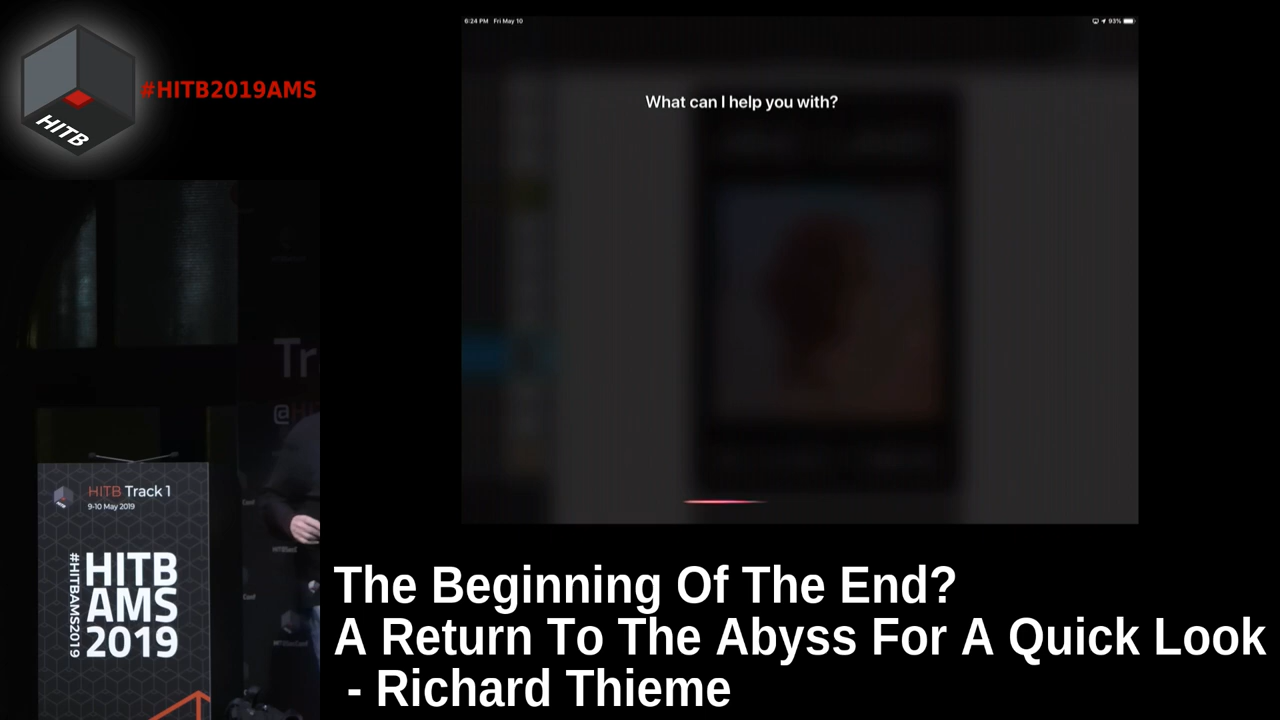 HITB
#HITB2019AMS
6:24 PM Fri May 10
93%
What can I help you with?
Tr
@H
HITB Track 1
9-10 May 2019
#HITBAMS2019
HITB
AMS
2019
The Beginning Of The End?
A Return To The Abyss For A Quick Look
- Richard Thieme